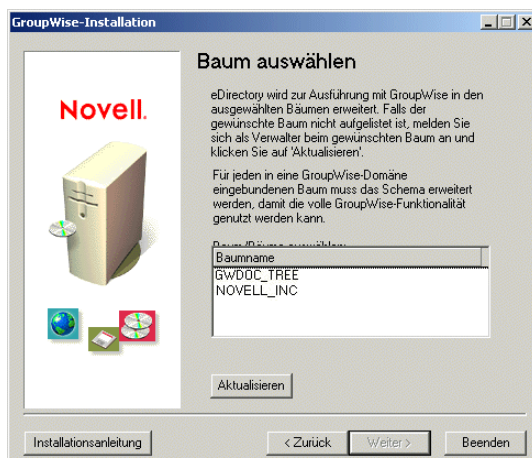 GroupWise-Installation
Novell.
Baum auswählen
eDirectory wird zur Ausführung mit GroupWise in den
ausgewählten Bäumen erweitert. Falls der
gewünschte Baum nicht aufgelistet ist, melden Sie
sich als Verwalter beim gewünschten Baum an und
klicken Sie auf 'Aktualisieren'.
Für jeden in eine GroupWise-Domäne
eingebundenen Baum muss das Schema erweitert
werden, damit die volle GroupWise-Funktionalität
genutzt werden kann.
Baum/Bäume auswählen:
Baumname
GWDOC_TREE
NOVELL_INC
Aktualisieren
Installationsanleitung
< Zurück
Weiter >
Beenden